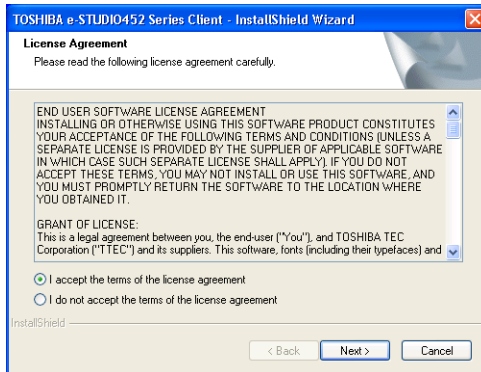 TOSHIBA e-STUDIO452 Series Client - InstallShield Wizard
License Agreement
Please read the following license agreement carefully.
END USER SOFTWARE LICENSE AGREEMENT
INSTALLING OR OTHERWISE USING THIS SOFTWARE PRODUCT CONSTITUTES
YOUR ACCEPTANCE OF THE FOLLOWING TERMS AND CONDITIONS (UNLESS A
SEPARATE LICENSE IS PROVIDED BY THE SUPPLIER OF APPLICABLE SOFTWARE
IN WHICH CASE SUCH SEPARATE LICENSE SHALL APPLY). IF YOU DO NOT
ACCEPT THESE TERMS, YOU MAY NOT INSTALL OR USE THIS SOFTWARE, AND
YOU MUST PROMPTLY RETURN THE SOFTWARE TO THE LOCATION WHERE
YOU OBTAINED IT.
GRANT OF LICENSE:
This is a legal agreement between you, the end-user ("You"), and TOSHIBA TEC
Corporation ("TTEC") and its suppliers. This software, fonts (including their typefaces) and
I accept the terms of the license agreement
I do not accept the terms of the license agreement
InstallShield
< Back Next > Cancel